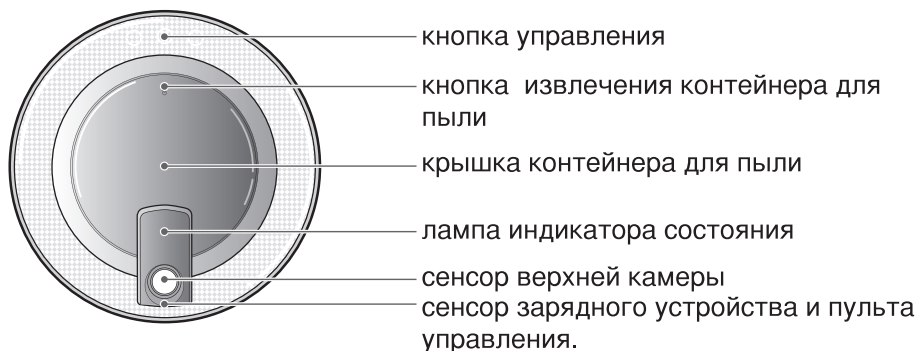 кнопка управления
кнопка извлечения контейнера для
пыли
крышка контейнера для пыли
лампа индикатора состояния
сенсор верхней камеры
сенсор зарядного устройства и пульта
управления.